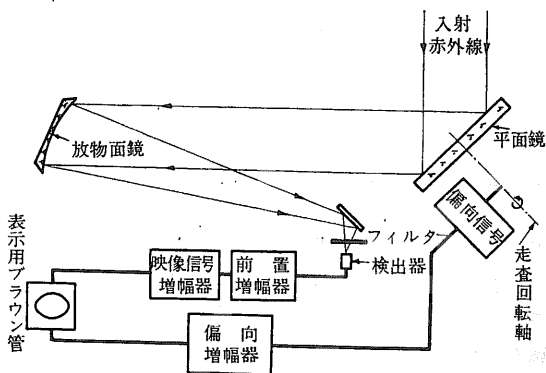 入射
赤外線
放物面鏡
平面鏡
偏向信号
走査回転軸
フィルタ
検出器
前置
増幅器
映像信号
増幅器
偏向
増幅器
表示用ブラウン管